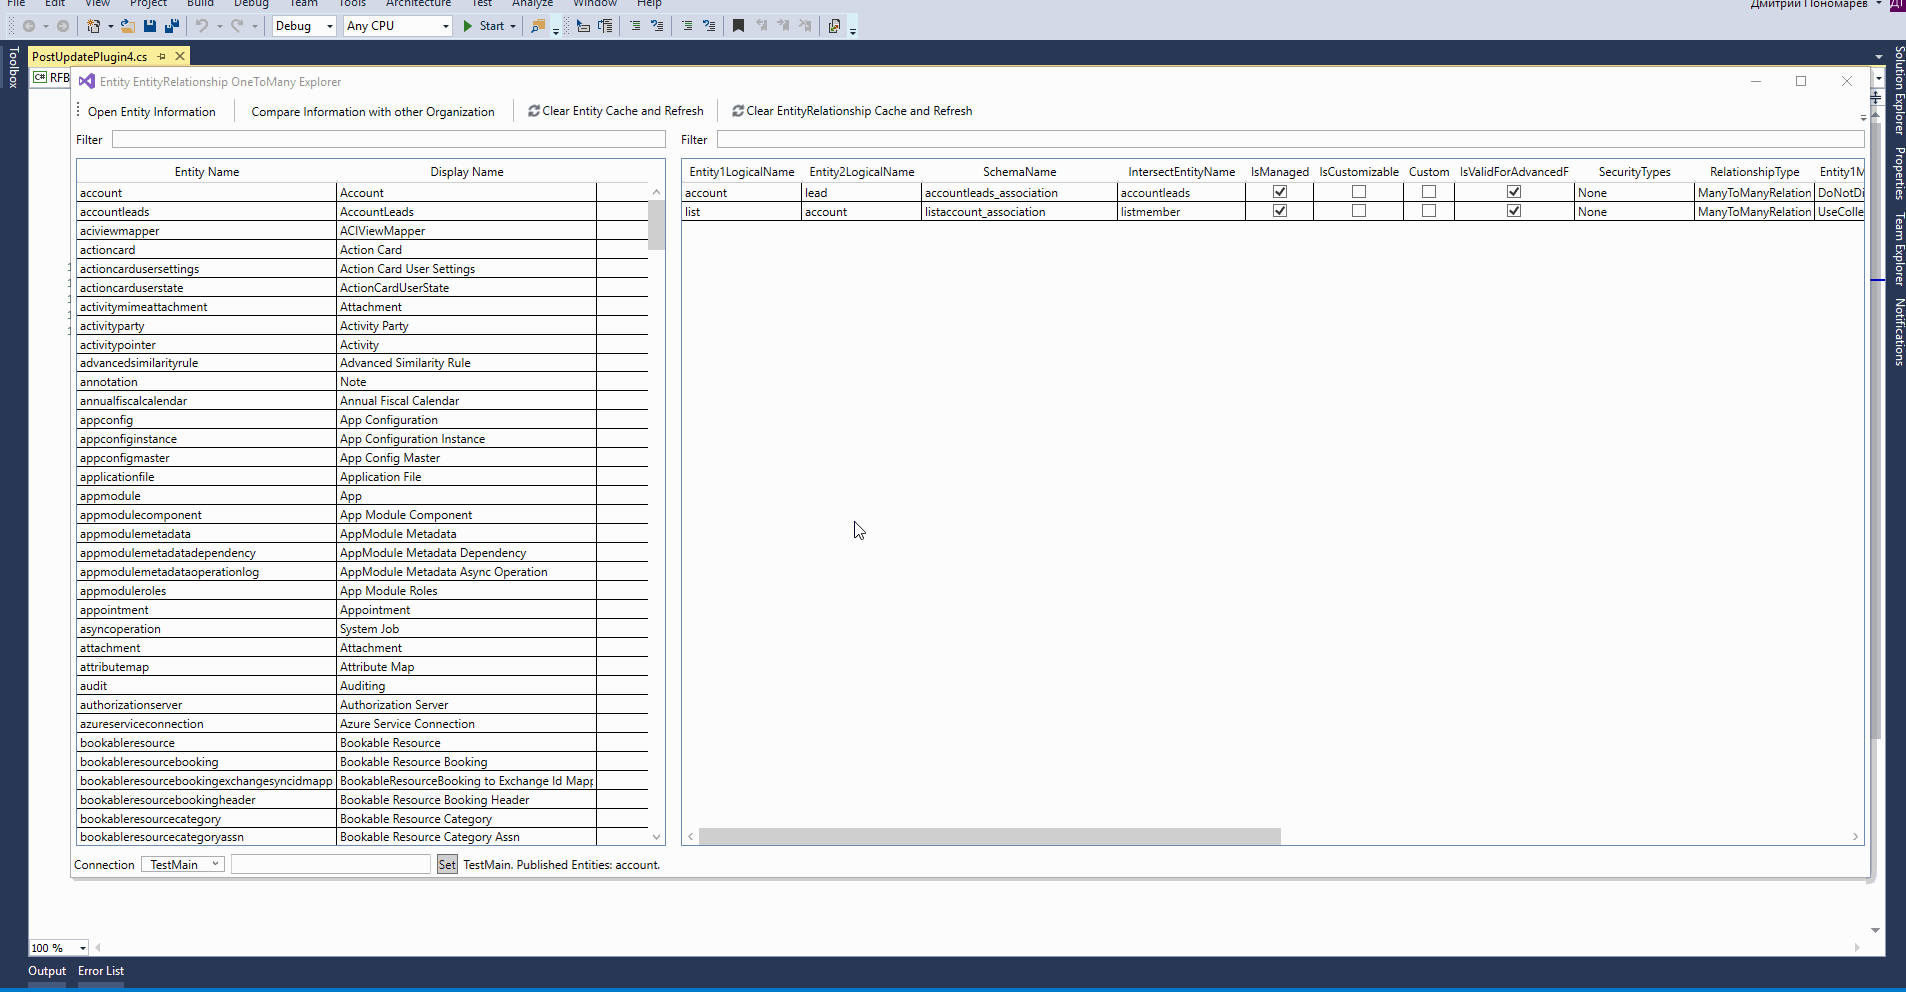 File Edit View Project Build Debug Team Tools Architecture Test Analyze Window Help
Дмитрий Пономарев
Debug Any CPU Start
Toolbox
PostUpdatePlugin4.cs
C# RFB
Entity EntityRelationship OneToMany Explorer
Open Entity Information Compare Information with other Organization Clear Entity Cache and Refresh Clear EntityRelationship Cache and Refresh
Filter Filter
Entity Name Display Name
account Account
accountleads AccountLeads
aciviewmapper ACIViewMapper
actioncard Action Card
actioncardusersettings Action Card User Settings
actioncarduserstate ActionCardUserState
activitymimeattachment Attachment
activityparty Activity Party
activitypointer Activity
advancedsimilarityrule Advanced Similarity Rule
annotation Note
annualfiscalcalendar Annual Fiscal Calendar
appconfig App Configuration
appconfiginstance App Configuration Instance
appconfigmaster App Config Master
applicationfile Application File
appmodule App
appmodulecomponent App Module Component
appmodulemetadata AppModule Metadata
appmodulemetadatadependency AppModule Metadata Dependency
appmodulemetadataoperationlog AppModule Metadata Async Operation
appmoduleroles App Module Roles
appointment Appointment
asyncoperation System Job
attachment Attachment
attributemap Attribute Map
audit Auditing
authorizationserver Authorization Server
azureserviceconnection Azure Service Connection
bookableresource Bookable Resource
bookableresourcebooking Bookable Resource Booking
bookableresourcebookingexchangesyncidmapp BookableResourceBooking to Exchange Id Mapp
bookableresourcebookingheader Bookable Resource Booking Header
bookableresourcecategory Bookable Resource Category
bookableresourcecategoryassn Bookable Resource Category Assn
Entity1LogicalName Entity2LogicalName SchemaName IntersectEntityName IsManaged IsCustomizable Custom IsValidForAdvancedF SecurityTypes RelationshipType Entity1M
account lead accountleads_association accountleads None ManyToManyRelation DoNotDi
list account listaccount_association listmember None ManyToManyRelation UseColle
Connection TestMain Set TestMain. Published Entities: account.
100 %
Output Error List
Solution Explorer
Properties
Team Explorer
Notifications